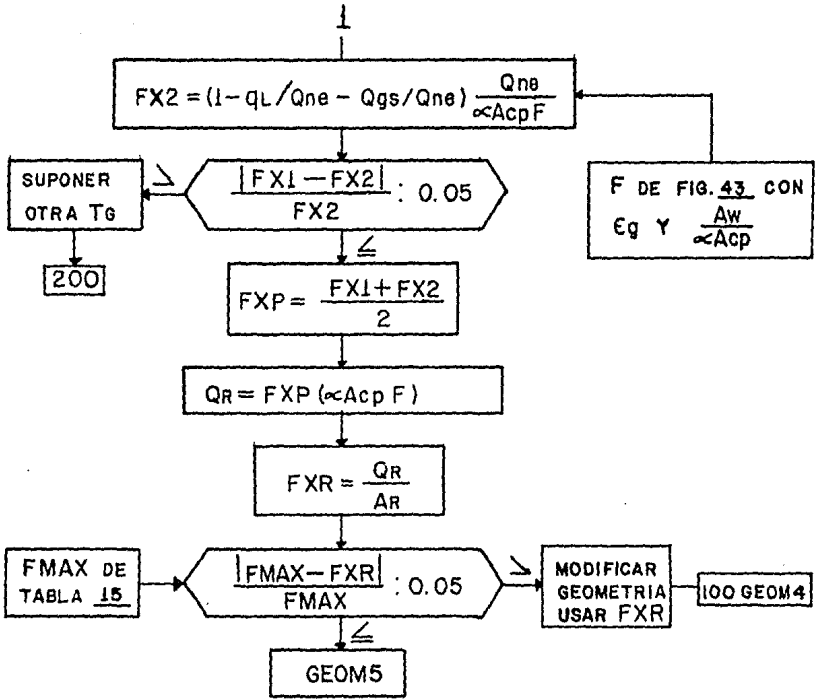 1
FX2 = (1 - qL/Qne - Qgs/Qne) Qne / ∝Acp F
SUPONER OTRA TG
>
|FX1 - FX2| / FX2 : 0.05
F DE FIG. 43 CON
Eg Y Aw / ∝Acp
200
≤
FXP = FX1 + FX2 / 2
QR = FXP (∝Acp F)
FXR = QR / AR
FMAX DE
TABLA 15
|FMAX - FXR| / FMAX : 0.05
>
MODIFICAR
GEOMETRIA
USAR FXR
100 GEOM4
≤
GEOM5